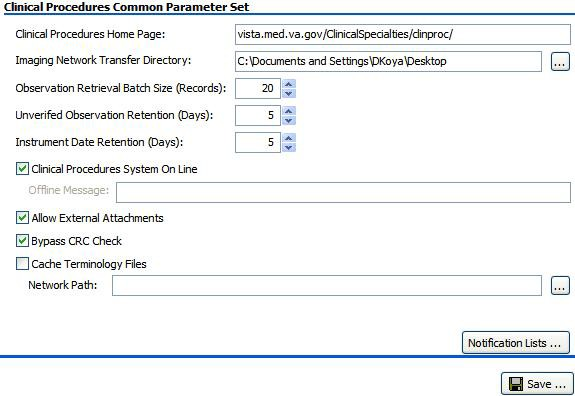 Clinical Procedures Common Parameter Set
Clinical Procedures Home Page: vista.med.va.gov/ClinicalSpecialties/clinproc/
Imaging Network Transfer Directory: C:\Documents and Settings\DKoya\Desktop ...
Observation Retrieval Batch Size (Records): 20
Unverifed Observation Retention (Days): 5
Instrument Date Retention (Days): 5
Clinical Procedures System On Line
Offline Message:
Allow External Attachments
Bypass CRC Check
Cache Terminology Files
Network Path: ...
Notification Lists ...
Save ...